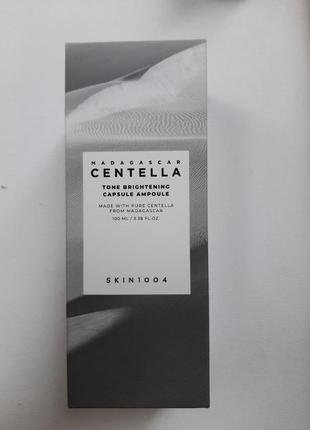 MADAGASCAR
CENTELLA
TONE BRIGHTENING
CAPSULE AMPOULE
MADE WITH PURE CENTELLA
FROM MADAGASCAR
100 ML / 3.38 FL.OZ.
SKIN1004